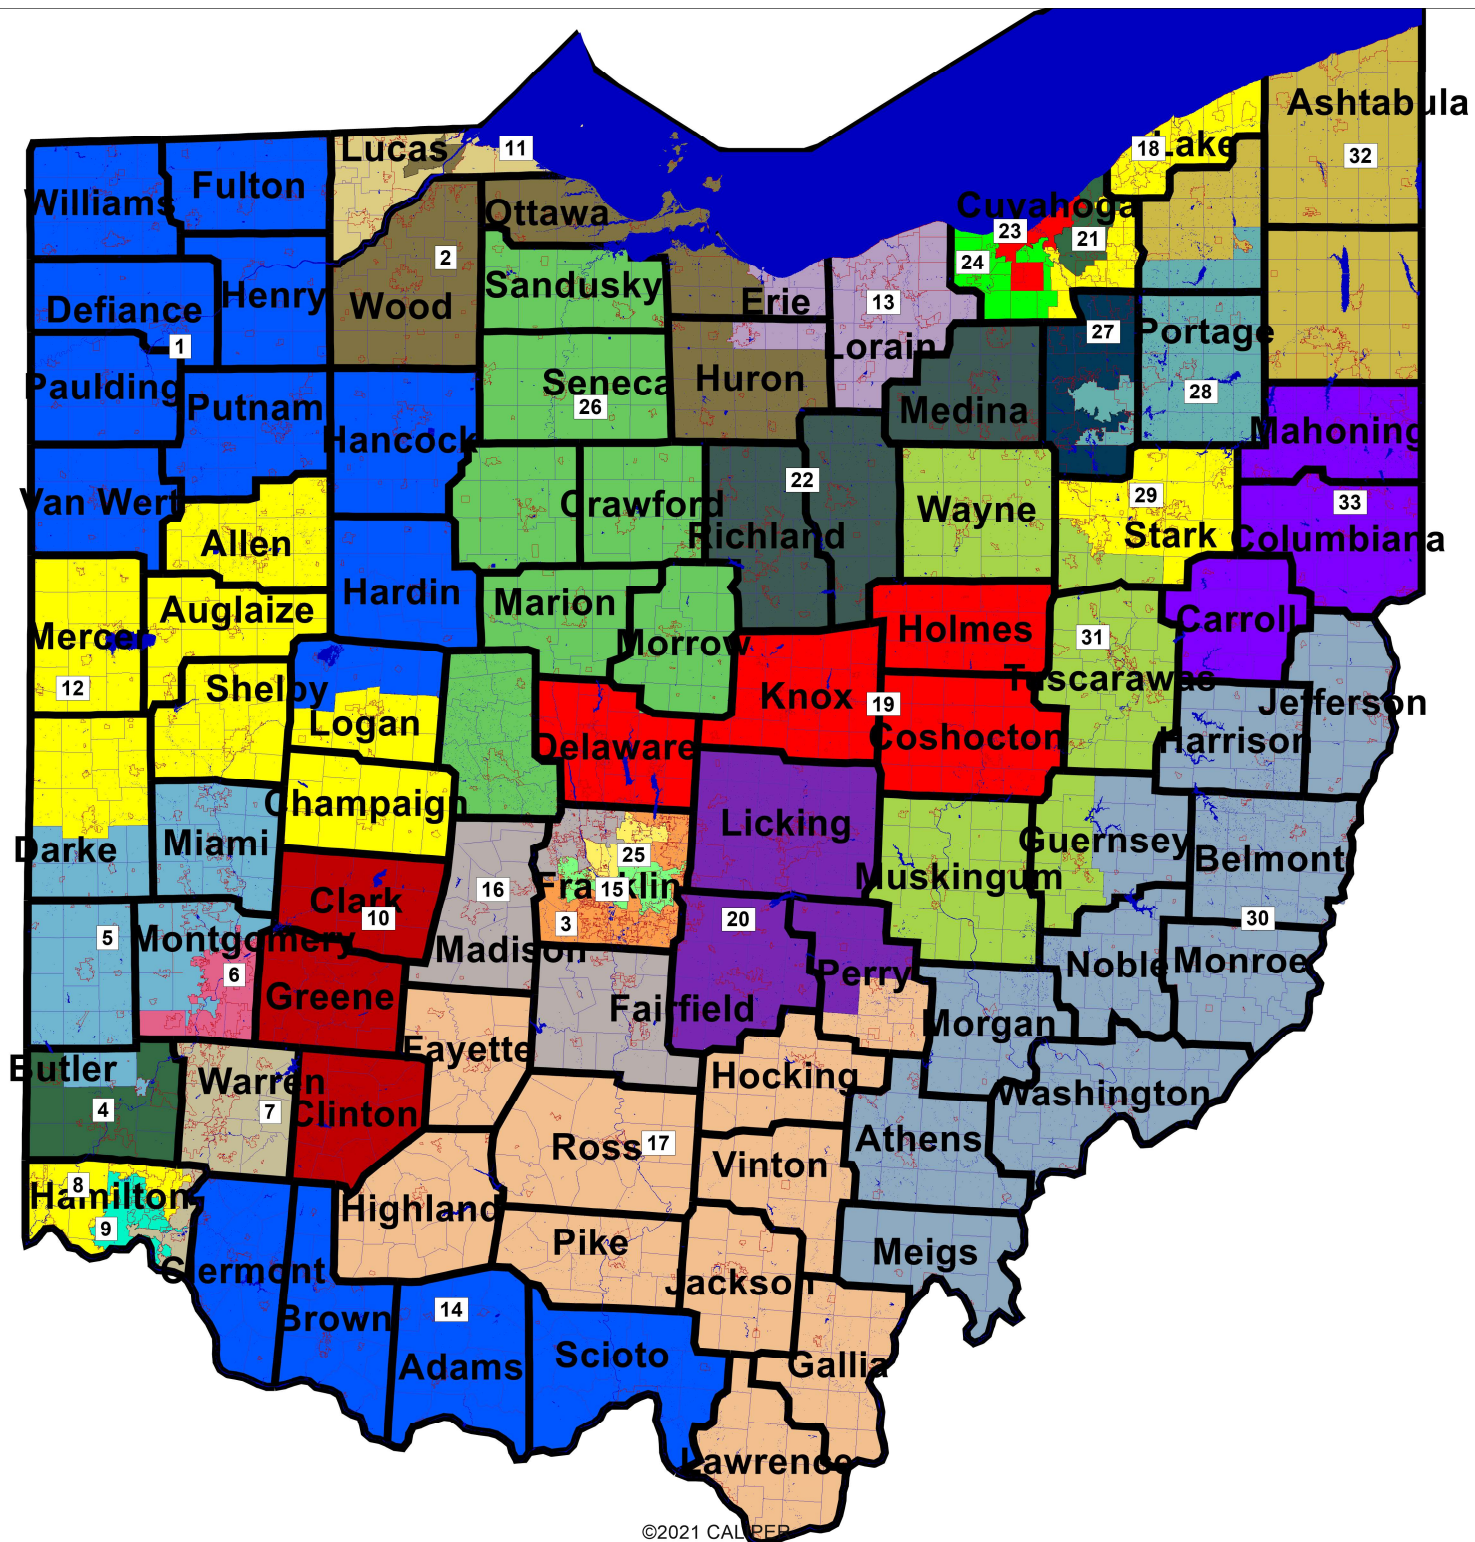 Ashtabula
Lucas
11
18
Lake
32
Williams
Fulton
Ottawa
Cuyahoga
23
21
2
24
Sandusky
Henry
Erie
13
Defiance
Wood
1
27
Portage
Lorain
Paulding
Putnam
Seneca
26
Huron
Medina
28
Hancock
Mahoning
Van Wert
Crawford
22
Wayne
29
33
Allen
Richland
Stark
Columbiana
Auglaize
Hardin
Marion
Mercer
Morrow
Holmes
31
Carroll
12
Shelby
Knox
19
Tuscarawas
Jefferson
Logan
Delaware
Coshocton
Harrison
Champaign
Darke
Miami
Licking
Guernsey
Belmont
25
Franklin
15
Muskingum
Clark
10
16
3
20
30
5
Montgomery
6
Madison
Perry
Noble
Monroe
Greene
Fairfield
Morgan
Butler
Fayette
Hocking
Warren
4
7
Clinton
Washington
Ross
17
Vinton
Athens
8
Hamilton
9
Highland
Pike
Meigs
Clermont
Jackson
Brown
14
Adams
Scioto
Gallia
Lawrence
©2021 CALIPER